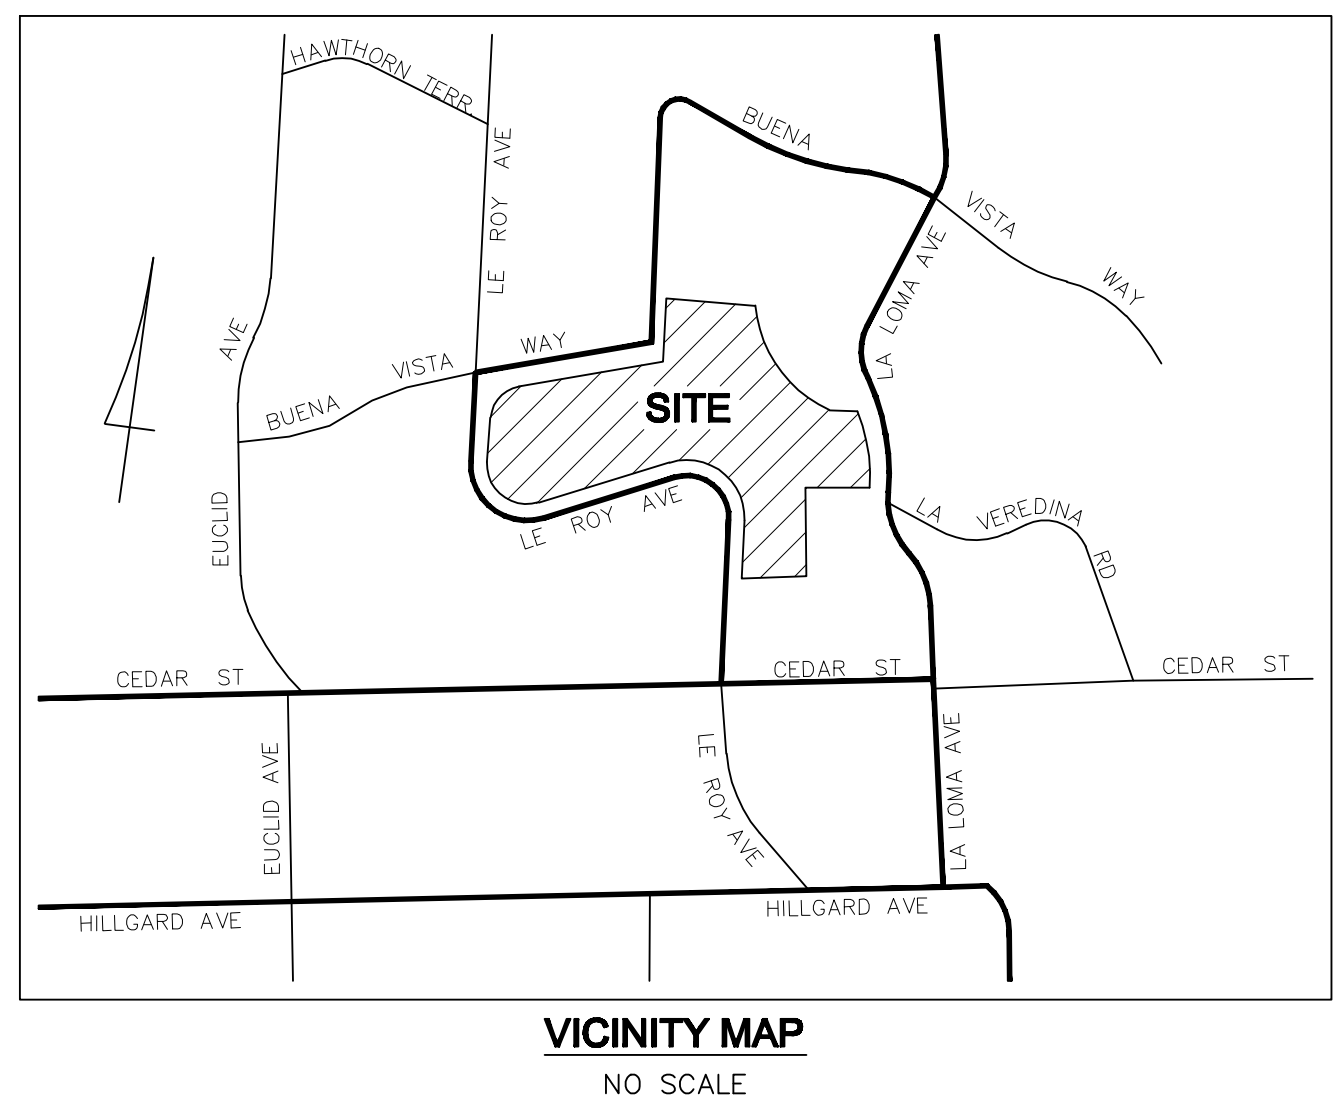 HAWTHORN TERR.
LE ROY AVE
BUENA
VISTA
WAY
LA LOMA AVE
AVE
EUCLID
BUENA
VISTA
WAY
SITE
LE ROY AVE
LA VEREDINA RD
CEDAR ST
CEDAR ST
CEDAR ST
EUCLID AVE
LE ROY AVE
LA LOMA AVE
HILLGARD AVE
HILLGARD AVE
VICINITY MAP
NO SCALE